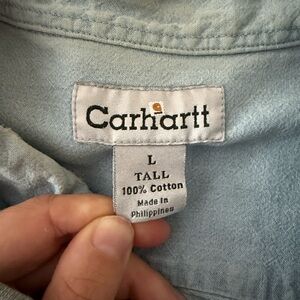 Carhartt
L
TALL
100% Cotton
Made In
Philippines